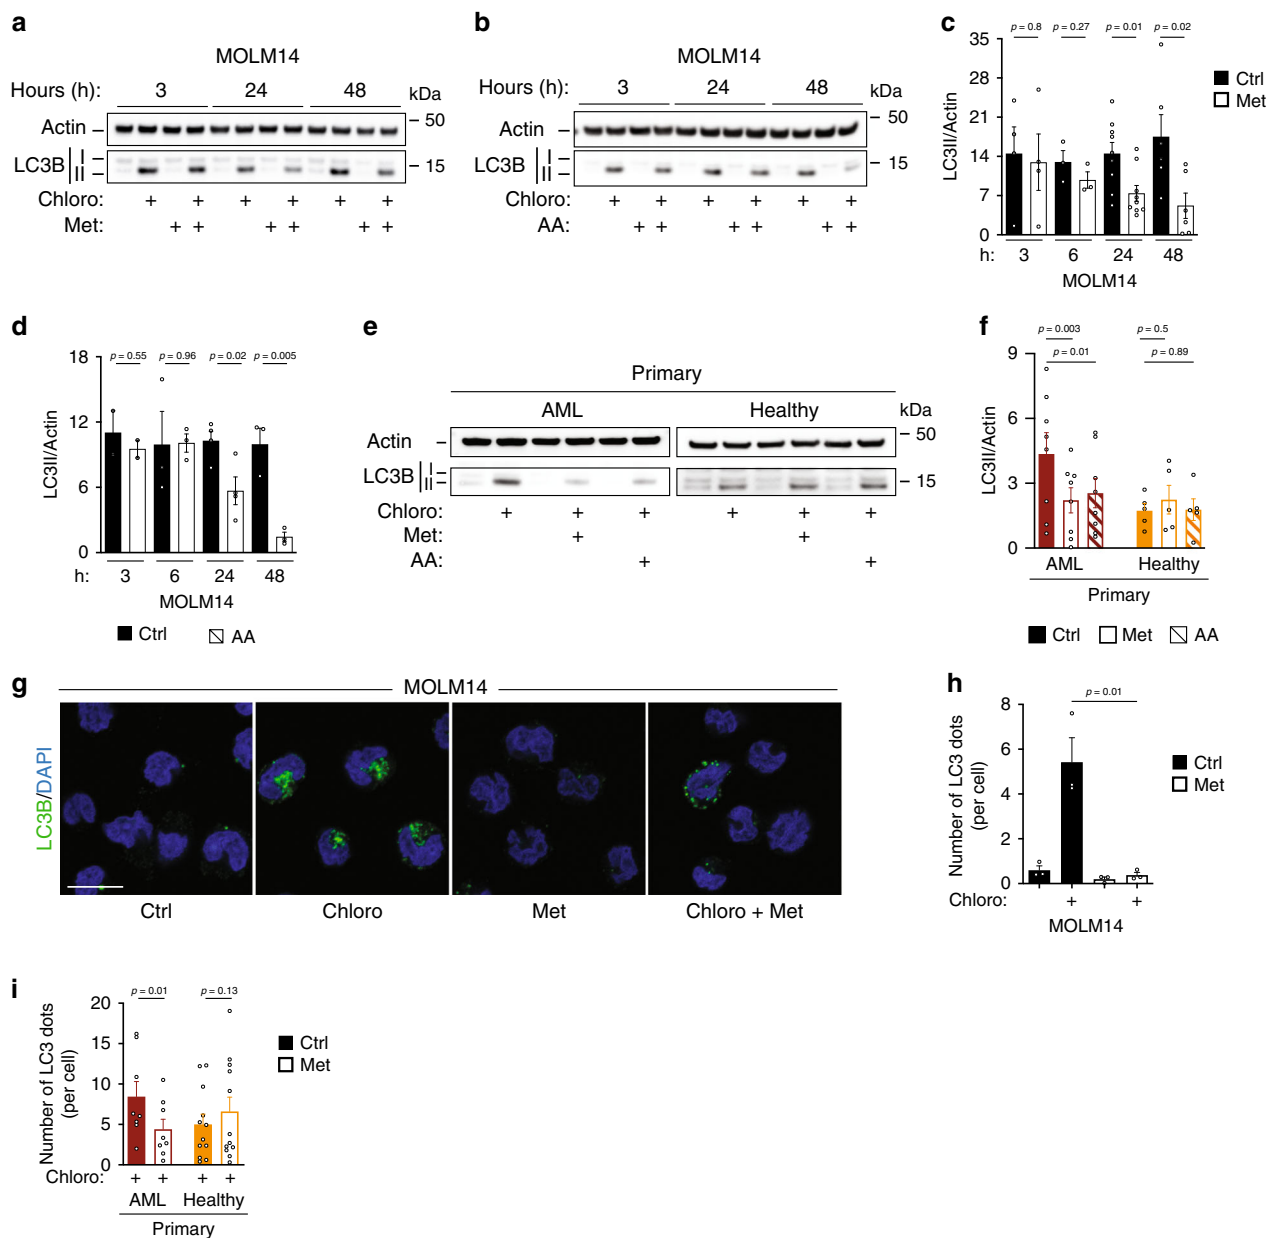 a
MOLM14
Hours (h): 3 24 48 kDa
Actin 50
LC3B I II 15
Chloro: + + + + + +
Met: + + + + + +
b
MOLM14
Hours (h): 3 24 48 kDa
Actin 50
LC3B I II 15
Chloro: + + + + + +
AA: + + + + + +
c
p = 0.8 p = 0.27 p = 0.01 p = 0.02
35
28
21
14
7
0
LC3II/Actin
h: 3 6 24 48
MOLM14
Ctrl
Met
d
p = 0.55 p = 0.96 p = 0.02 p = 0.005
18
12
6
0
LC3II/Actin
h: 3 6 24 48
MOLM14
Ctrl AA
e
Primary
AML Healthy kDa
Actin 50
LC3B I II 15
Chloro: + + + + + +
Met: + +
AA: + +
f
p = 0.003 p = 0.5
p = 0.01 p = 0.89
9
6
3
0
LC3II/Actin
AML Healthy
Primary
Ctrl Met AA
g
MOLM14
LC3B/DAPI
Ctrl Chloro Met Chloro + Met
h
p = 0.01
8
6
4
2
0
Number of LC3 dots
(per cell)
Chloro: + +
MOLM14
Ctrl
Met
i
p = 0.01 p = 0.13
20
15
10
5
0
Number of LC3 dots
(per cell)
Chloro: + + + +
AML Healthy
Primary
Ctrl
Met